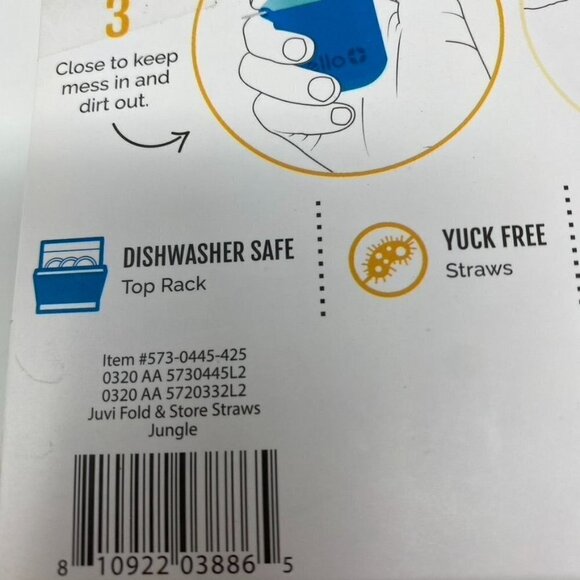 3
Close to keep
mess in and
dirt out.
DISHWASHER SAFE
Top Rack
YUCK FREE
Straws
Item #573-0445-425
0320 AA 5730445L2
0320 AA 5720332L2
Juvi Fold & Store Straws
Jungle
8 10922 03886 5